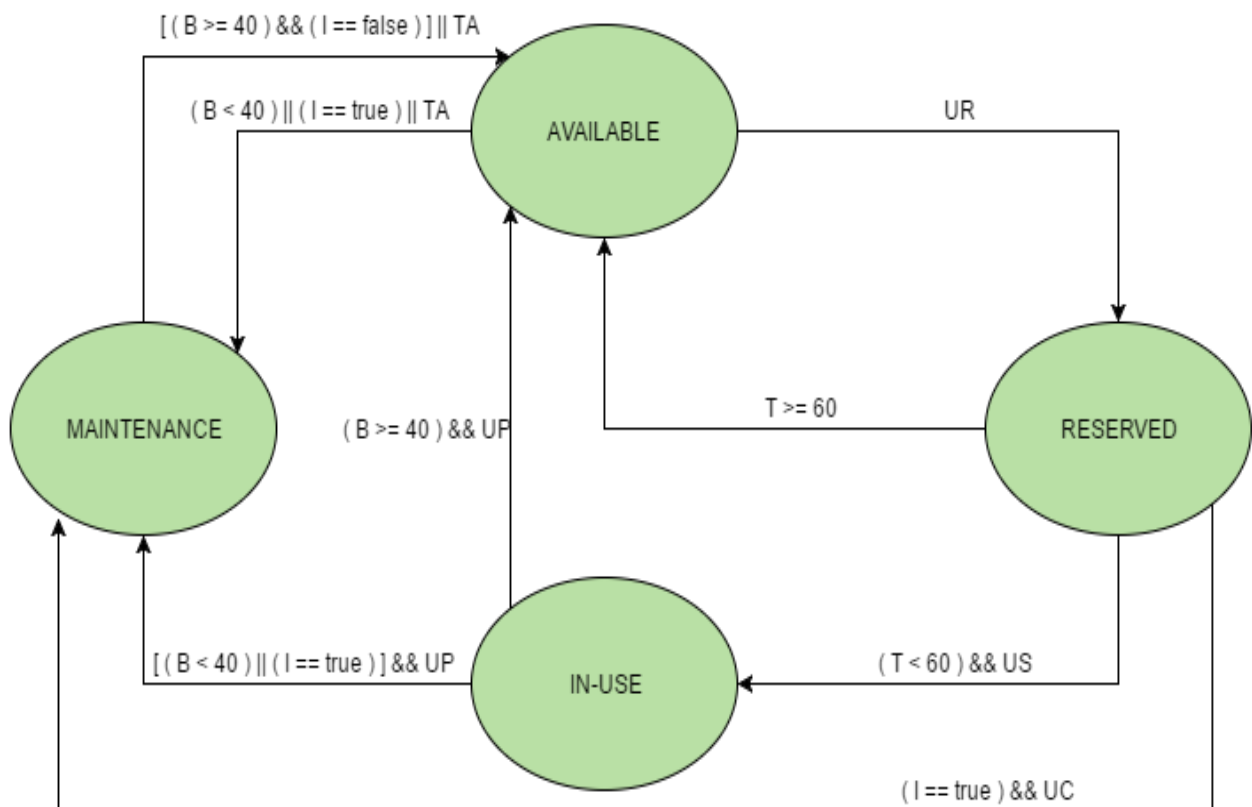 [ ( B >= 40 ) && ( I == false ) ] || TA
( B < 40 ) || ( I == true ) || TA
AVAILABLE
UR
MAINTENANCE
( B >= 40 ) && UP
T >= 60
RESERVED
[ ( B < 40 ) || ( I == true ) ] && UP
IN-USE
( T < 60 ) && US
( I == true ) && UC